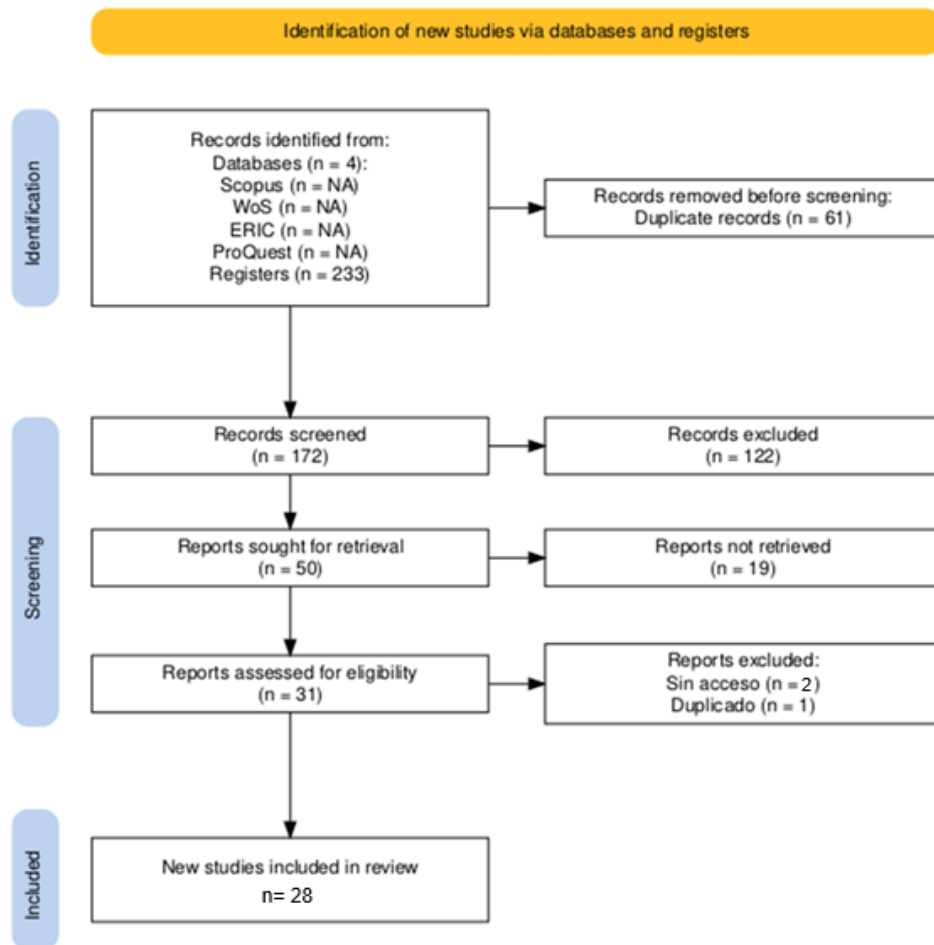 Identification of new studies via databases and registers
Identification
Records identified from:
Databases (n = 4):
Scopus (n = NA)
WoS (n = NA)
ERIC (n = NA)
ProQuest (n = NA)
Registers (n = 233)
Records removed before screening:
Duplicate records (n = 61)
Screening
Records screened
(n = 172)
Records excluded
(n = 122)
Reports sought for retrieval
(n = 50)
Reports not retrieved
(n = 19)
Reports assessed for eligibility
(n = 31)
Reports excluded:
Sin acceso (n = 2)
Duplicado (n = 1)
Included
New studies included in review
n= 28